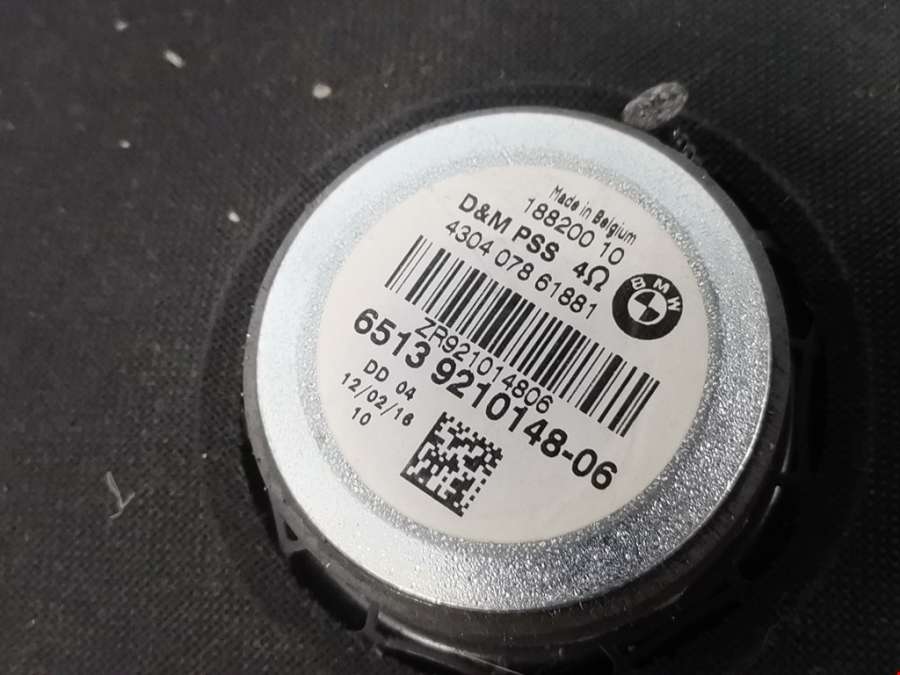 Made in Belgium
188200 10
D&M PSS 4Ω
4304 078 61881
BMW
ZR921014806
6513 9210148-06
DD 04
12/02/16
10